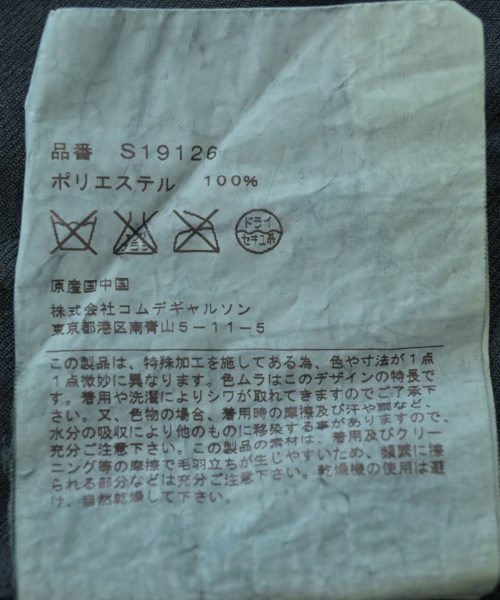 品番 S19126
ポリエステル 100%
エンソ
サラシ
ドライ
セキユ系
原産国中国
株式会社コムデギャルソン
東京都港区南青山5-11-5
この製品は、特殊加工を施してある為、色や寸法が1点
1点微妙に異なります。色ムラはこのデザインの特長で
す。着用や洗濯によりシワが取れてきますのでご了承下
さい。又、色物の場合、着用時の摩擦及び汗や雨など、
水分の吸収により他のものに移染する事がありますので、
充分ご注意下さい。この製品の素材は、着用及びクリー
ニング等の摩擦で毛羽立ちが生じやすいため、頻繁に擦
られる部分などは充分ご注意下さい。乾燥機の使用は避
け、自然乾燥して下さい。